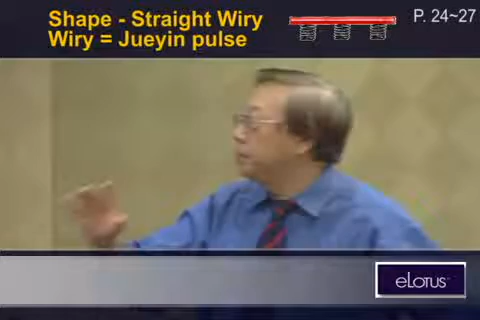 Shape - Straight Wiry
Wiry = Jueyin pulse
P. 24~27
eLotus